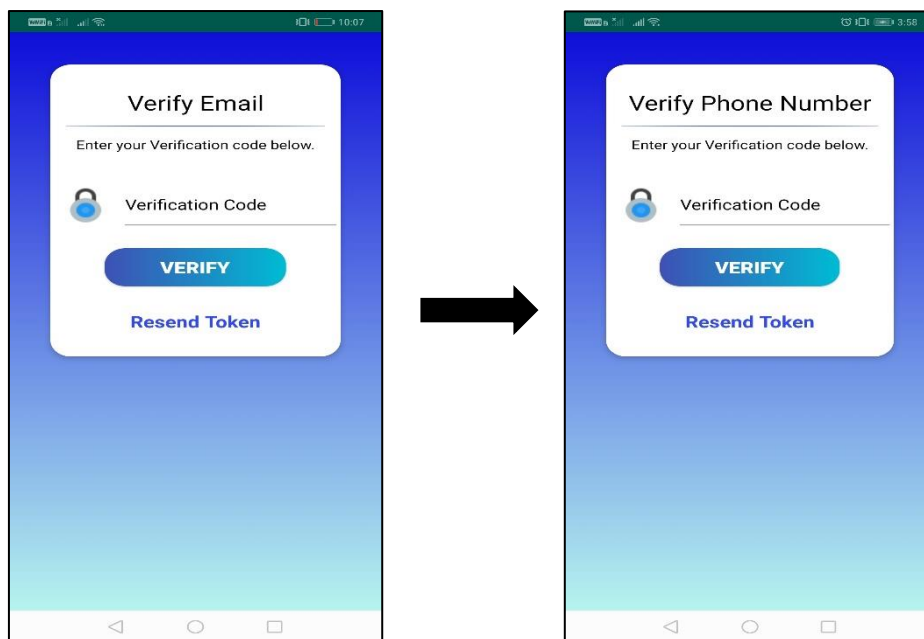 10:07
Verify Email
Enter your Verification code below.
Verification Code
VERIFY
Resend Token
3:58
Verify Phone Number
Enter your Verification code below.
Verification Code
VERIFY
Resend Token